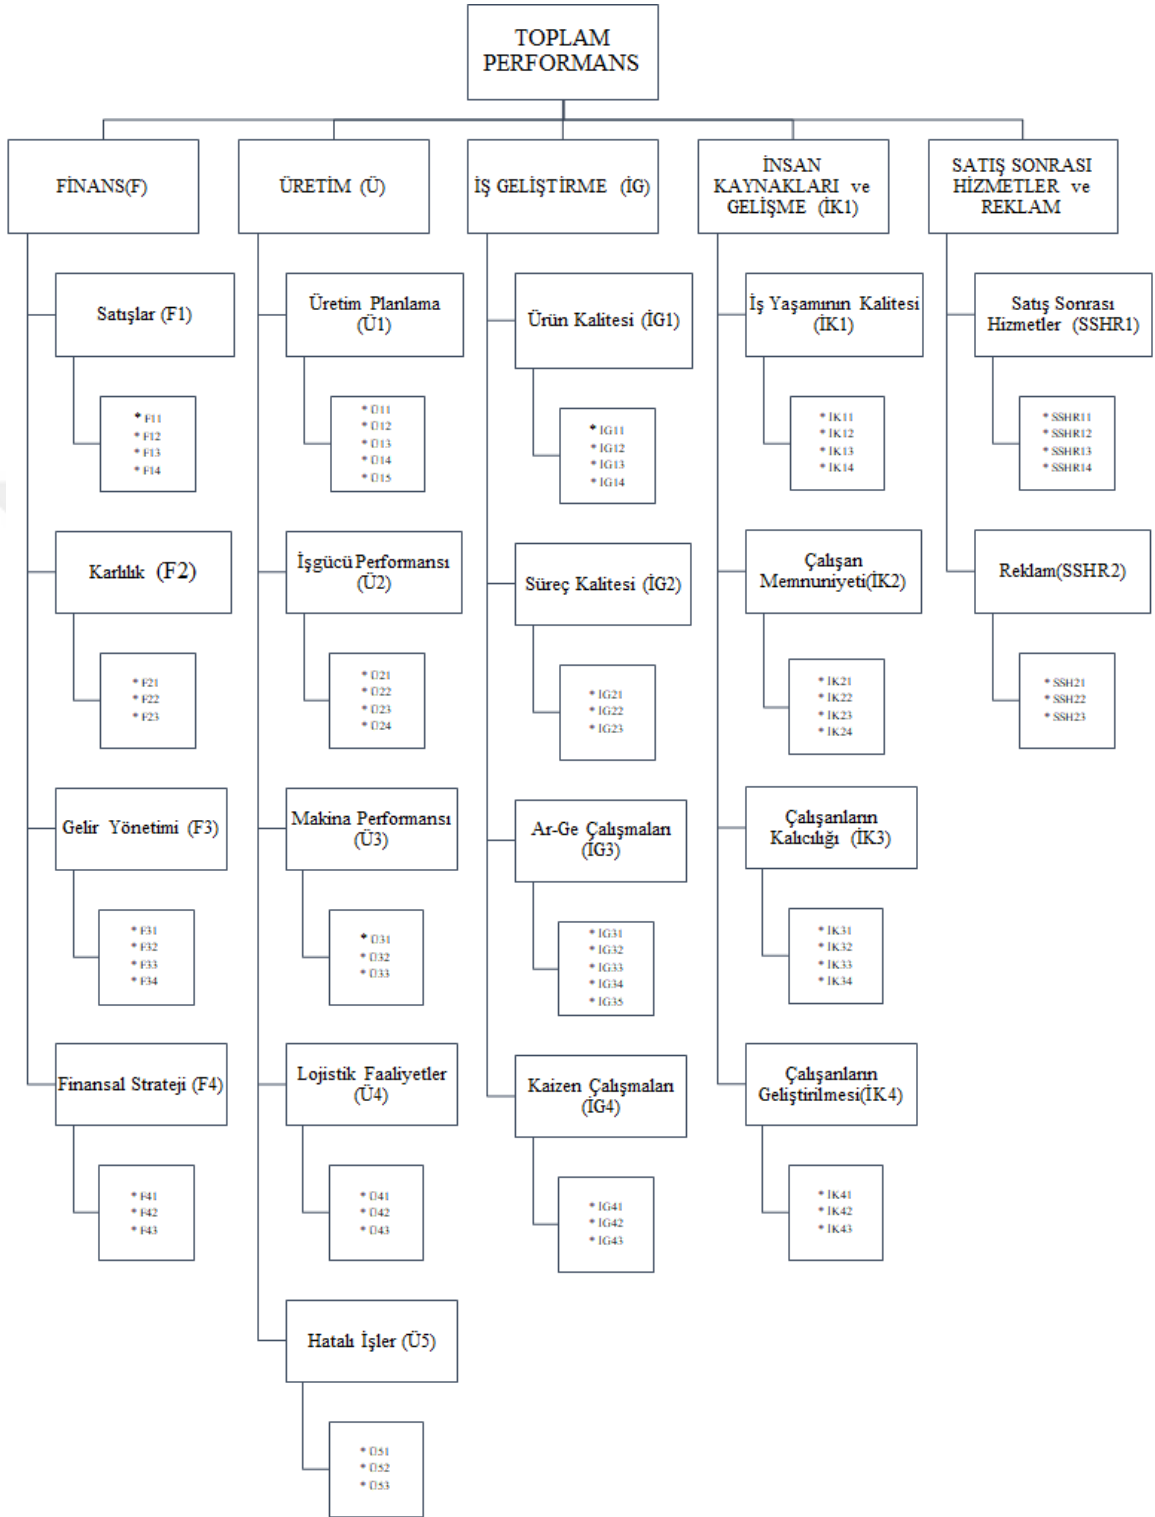 TOPLAM
PERFORMANS
FİNANS(F)
Satışlar (F1)
* F11
* F12
* F13
* F14
Karlılık (F2)
* F21
* F22
* F23
Gelir Yönetimi (F3)
* F31
* F32
* F33
* F34
Finansal Strateji (F4)
* F41
* F42
* F43
ÜRETİM (Ü)
Üretim Planlama
(Ü1)
* Ü11
* Ü12
* Ü13
* Ü14
* Ü15
İşgücü Performansı
(Ü2)
* Ü21
* Ü22
* Ü23
* Ü24
Makina Performansı
(Ü3)
* Ü31
* Ü32
* Ü33
Lojistik Faaliyetler
(Ü4)
* Ü41
* Ü42
* Ü43
Hatalı İşler (Ü5)
* Ü51
* Ü52
* Ü53
İŞ GELİŞTİRME (İG)
Ürün Kalitesi (İG1)
* İG11
* İG12
* İG13
* İG14
Süreç Kalitesi (İG2)
* İG21
* İG22
* İG23
Ar-Ge Çalışmaları
(İG3)
* İG31
* İG32
* İG33
* İG34
* İG35
Kaizen Çalışmaları
(İG4)
* İG41
* İG42
* İG43
İNSAN
KAYNAKLARI ve
GELİŞME (İK1)
İş Yaşamının Kalitesi
(İK1)
* İK11
* İK12
* İK13
* İK14
Çalışan
Memnuniyeti(İK2)
* İK21
* İK22
* İK23
* İK24
Çalışanların
Kalıcılığı (İK3)
* İK31
* İK32
* İK33
* İK34
Çalışanların
Geliştirilmesi(İK4)
* İK41
* İK42
* İK43
SATIŞ SONRASI
HİZMETLER ve
REKLAM
Satış Sonrası
Hizmetler (SSHR1)
* SSHR11
* SSHR12
* SSHR13
* SSHR14
Reklam(SSHR2)
* SSH21
* SSH22
* SSH23